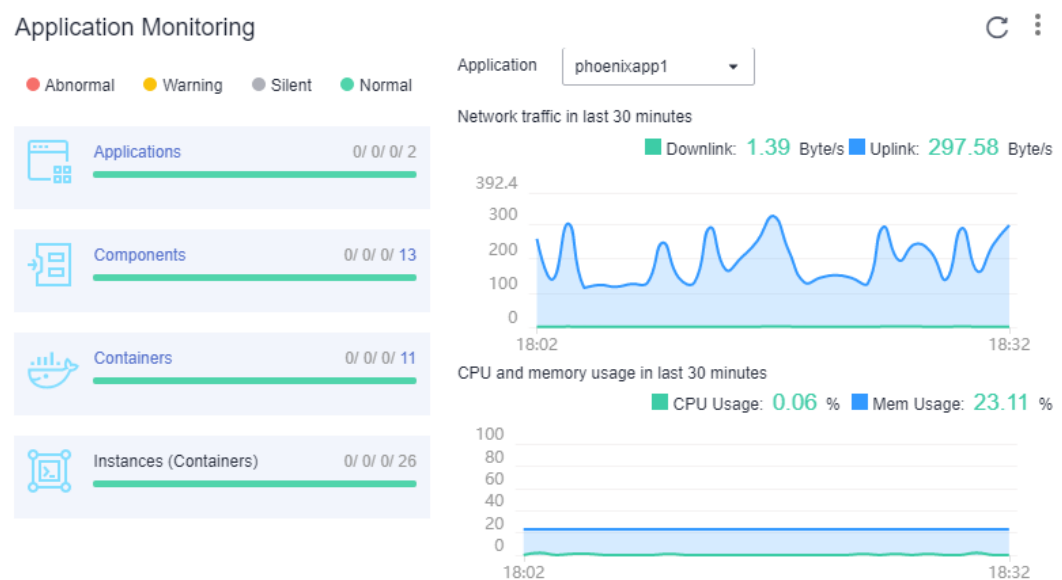 Application Monitoring
Abnormal Warning Silent Normal
Applications 0/ 0/ 0/ 2
Components 0/ 0/ 0/ 13
Containers 0/ 0/ 0/ 11
Instances (Containers) 0/ 0/ 0/ 26
Application phoenixapp1
Network traffic in last 30 minutes
Downlink: 1.39 Byte/s Uplink: 297.58 Byte/s
392.4
300
200
100
0
18:02 18:32
CPU and memory usage in last 30 minutes
CPU Usage: 0.06 % Mem Usage: 23.11 %
100
80
60
40
20
0
18:02 18:32